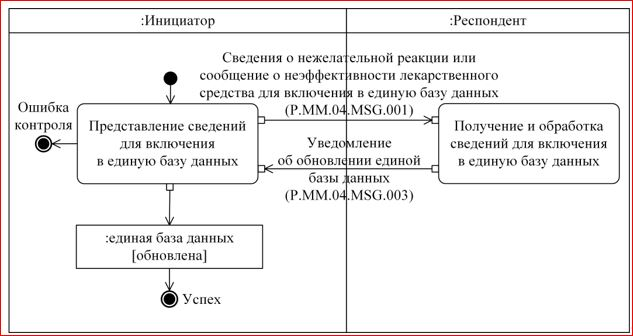 :Инициатор
:Респондент
Сведения о нежелательной реакции или
сообщение о неэффективности лекарственного
средства для включения в единую базу данных
(P.MM.04.MSG.001)
Ошибка
контроля
Представление сведений
для включения
в единую базу данных
Получение и обработка
сведений для включения
в единую базу данных
Уведомление
об обновлении единой
базы данных
(P.MM.04.MSG.003)
:единая база данных
[обновлена]
Успех